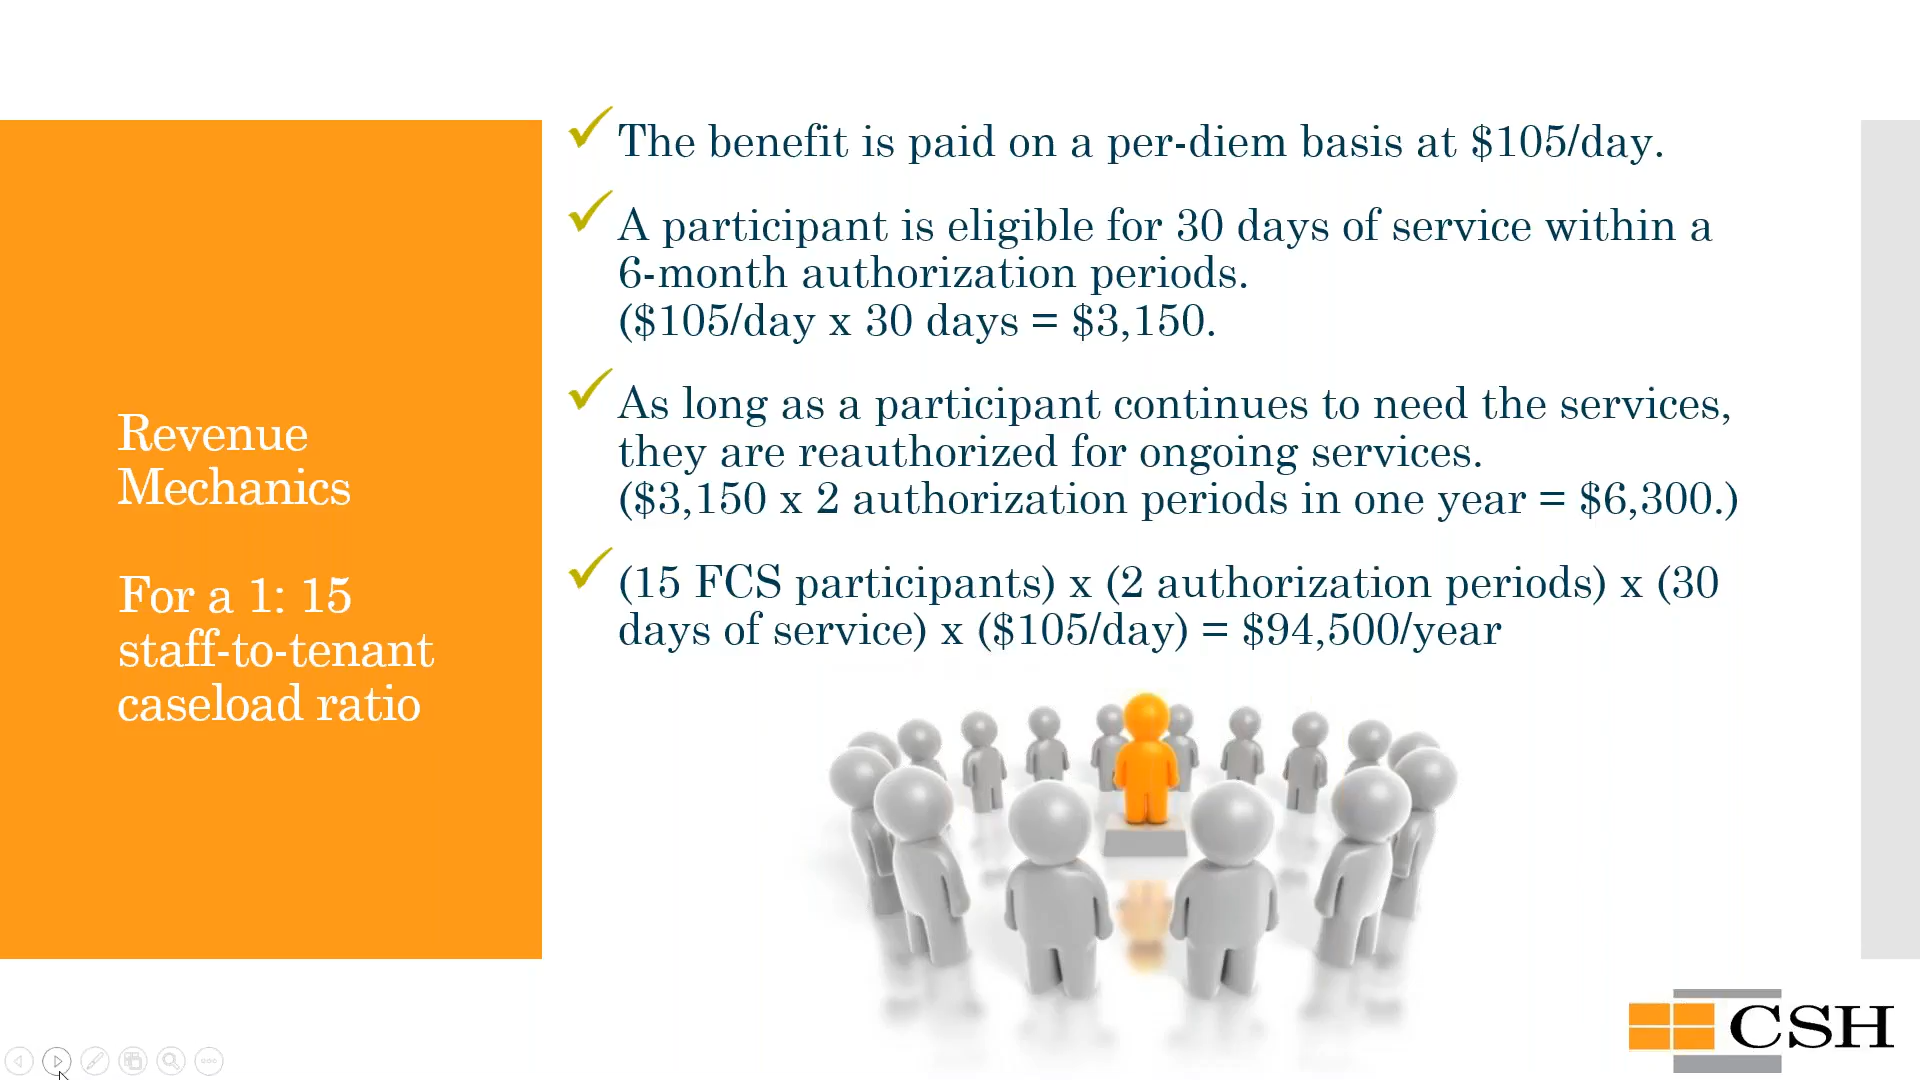 Revenue
Mechanics
For a 1: 15
staff-to-tenant
caseload ratio
The benefit is paid on a per-diem basis at $105/day.
A participant is eligible for 30 days of service within a
6-month authorization periods.
($105/day x 30 days = $3,150.
As long as a participant continues to need the services,
they are reauthorized for ongoing services.
($3,150 x 2 authorization periods in one year = $6,300.)
(15 FCS participants) x (2 authorization periods) x (30
days of service) x ($105/day) = $94,500/year
CSH